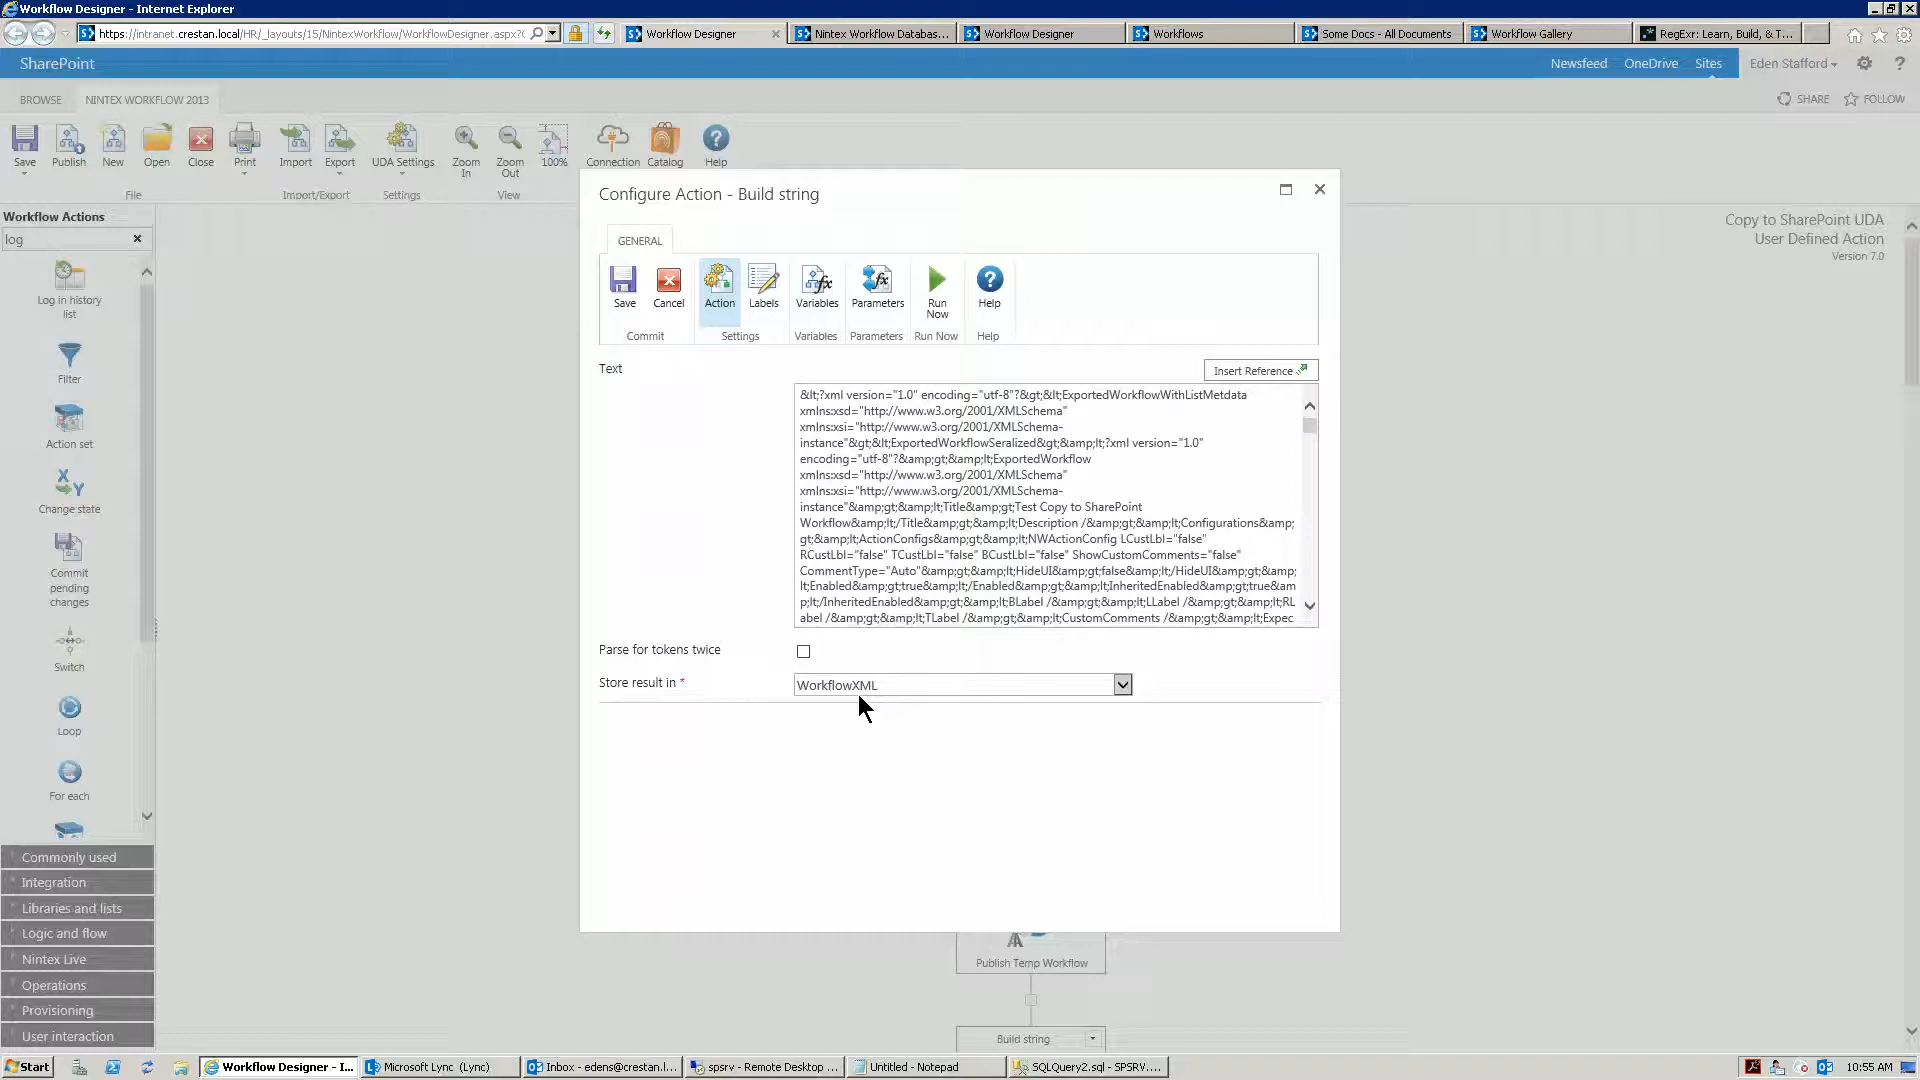 Workflow Designer - Internet Explorer
https://intranet.crestan.local/HR/_layouts/15/NintexWorkflow/WorkflowDesigner.aspx?
Workflow Designer
Nintex Workflow Databas...
Workflow Designer
Workflows
Some Docs - All Documents
Workflow Gallery
RegExr: Learn, Build, & T...
SharePoint
Newsfeed
OneDrive
Sites
Eden Stafford
?
BROWSE
NINTEX WORKFLOW 2013
SHARE
FOLLOW
Save
Publish
New
Open
Close
Print
Import
Export
UDA Settings
Zoom In
Zoom Out
100%
Connection
Catalog
Help
File
Import/Export
Settings
View
Workflow Actions
log
Log in history list
Filter
Action set
Change state
Commit pending changes
Switch
Loop
For each
Commonly used
Integration
Libraries and lists
Logic and flow
Nintex Live
Operations
Provisioning
User interaction
Copy to SharePoint UDA
User Defined Action
Version 7.0
Configure Action - Build string
GENERAL
Save
Cancel
Action
Labels
Variables
Parameters
Run Now
Help
Commit
Settings
Variables
Parameters
Run Now
Help
Text
Insert Reference
&lt;?xml version="1.0" encoding="utf-8"?&gt;&lt;ExportedWorkflowWithListMetdata
xmlns:xsd="http://www.w3.org/2001/XMLSchema"
xmlns:xsi="http://www.w3.org/2001/XMLSchema-
instance"&gt;&lt;ExportedWorkflowSeralized&gt;&amp;lt;?xml version="1.0"
encoding="utf-8"?&amp;gt;&amp;lt;ExportedWorkflow
xmlns:xsd="http://www.w3.org/2001/XMLSchema"
xmlns:xsi="http://www.w3.org/2001/XMLSchema-
instance"&amp;gt;&amp;lt;Title&amp;gt;Test Copy to SharePoint
Workflow&amp;lt;/Title&amp;gt;&amp;lt;Description /&amp;gt;&amp;lt;Configurations&amp;
gt;&amp;lt;ActionConfigs&amp;gt;&amp;lt;NWActionConfig LCustLbl="false"
RCustLbl="false" TCustLbl="false" BCustLbl="false" ShowCustomComments="false"
CommentType="Auto"&amp;gt;&amp;lt;HideUI&amp;gt;false&amp;lt;/HideUI&amp;gt;&amp;
lt;Enabled&amp;gt;true&amp;lt;/Enabled&amp;gt;&amp;lt;InheritedEnabled&amp;gt;true&am
p;lt;/InheritedEnabled&amp;gt;&amp;lt;BLabel /&amp;gt;&amp;lt;LLabel /&amp;gt;&amp;lt;RL
abel /&amp;gt;&amp;lt;TLabel /&amp;gt;&amp;lt;CustomComments /&amp;gt;&amp;lt;Expec
Parse for tokens twice
Store result in *
WorkflowXML
Publish Temp Workflow
Build string
Start
Workflow Designer - I...
Microsoft Lync (Lync)
Inbox - edens@crestan.l...
spsrv - Remote Desktop ...
Untitled - Notepad
SQLQuery2.sql - SPSRV....
10:55 AM